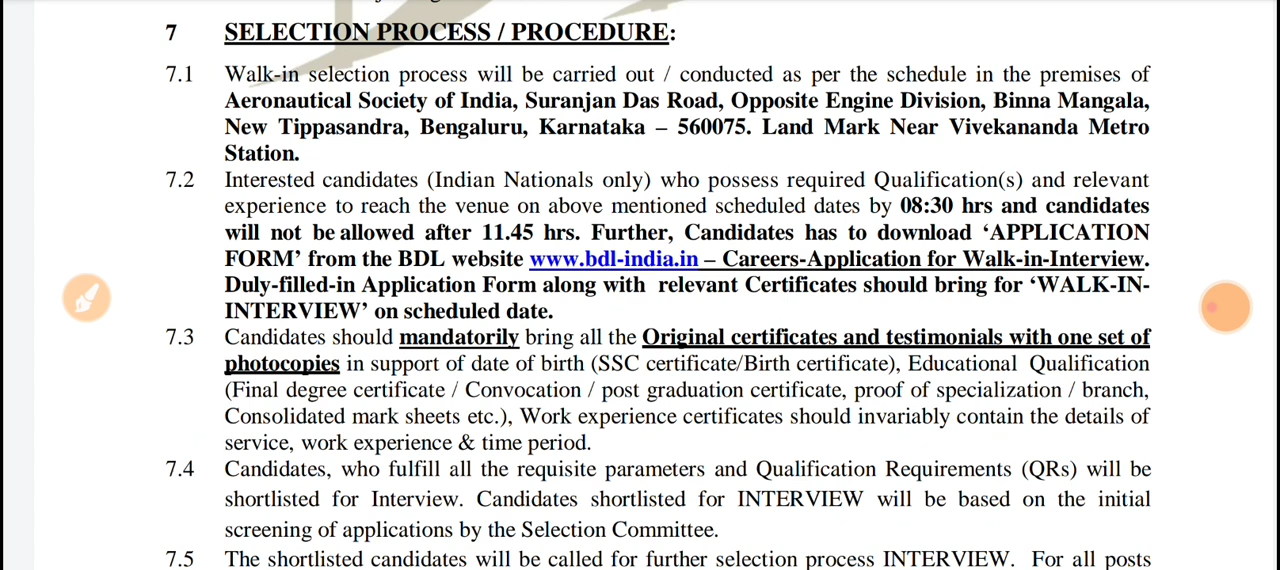 7 SELECTION PROCESS / PROCEDURE:
7.1 Walk-in selection process will be carried out / conducted as per the schedule in the premises of
Aeronautical Society of India, Suranjan Das Road, Opposite Engine Division, Binna Mangala,
New Tippasandra, Bengaluru, Karnataka – 560075. Land Mark Near Vivekananda Metro
Station.
7.2 Interested candidates (Indian Nationals only) who possess required Qualification(s) and relevant
experience to reach the venue on above mentioned scheduled dates by 08:30 hrs and candidates
will not be allowed after 11.45 hrs. Further, Candidates has to download ‘APPLICATION
FORM’ from the BDL website www.bdl-india.in – Careers-Application for Walk-in-Interview.
Duly-filled-in Application Form along with relevant Certificates should bring for ‘WALK-IN-
INTERVIEW’ on scheduled date.
7.3 Candidates should mandatorily bring all the Original certificates and testimonials with one set of
photocopies in support of date of birth (SSC certificate/Birth certificate), Educational Qualification
(Final degree certificate / Convocation / post graduation certificate, proof of specialization / branch,
Consolidated mark sheets etc.), Work experience certificates should invariably contain the details of
service, work experience & time period.
7.4 Candidates, who fulfill all the requisite parameters and Qualification Requirements (QRs) will be
shortlisted for Interview. Candidates shortlisted for INTERVIEW will be based on the initial
screening of applications by the Selection Committee.
7.5 The shortlisted candidates will be called for further selection process INTERVIEW. For all posts